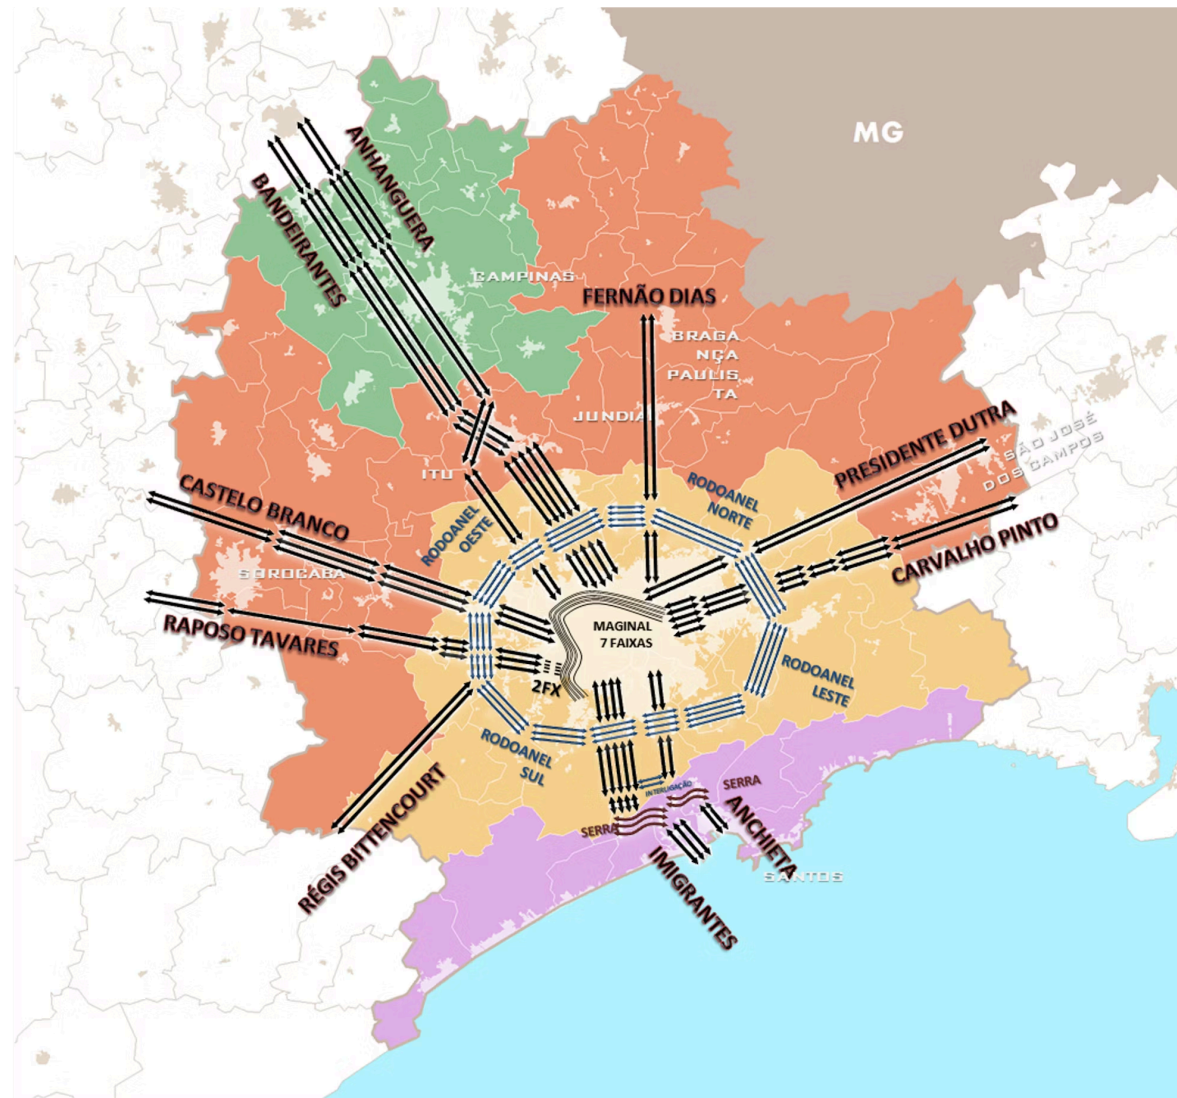 MG
ANHANGUERA
BANDEIRANTES
CAMPINAS
FERNÃO DIAS
BRAGA
NÇA
PAULIS
TA
JUNDIAÍ
ITU
PRESIDENTE DUTRA
SÃO JOSÉ
DOS CAMPOS
CASTELO BRANCO
RODOANEL
OESTE
RODOANEL
NORTE
CARVALHO PINTO
SOROCABA
RAPOSO TAVARES
MAGINAL
7 FAIXAS
2FX
RODOANEL
LESTE
RODOANEL
SUL
RÉGIS BITTENCOURT
INTERLIGAÇÃO
SERRA
SERRA
ANCHIETA
IMIGRANTES
SANTOS